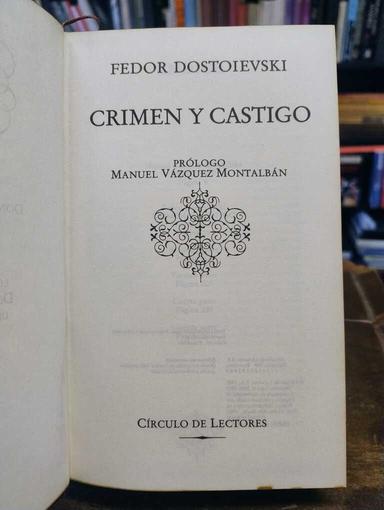 FEDOR DOSTOIEVSKI
CRIMEN Y CASTIGO
PRÓLOGO
MANUEL VÁZQUEZ MONTALBÁN
CÍRCULO DE LECTORES